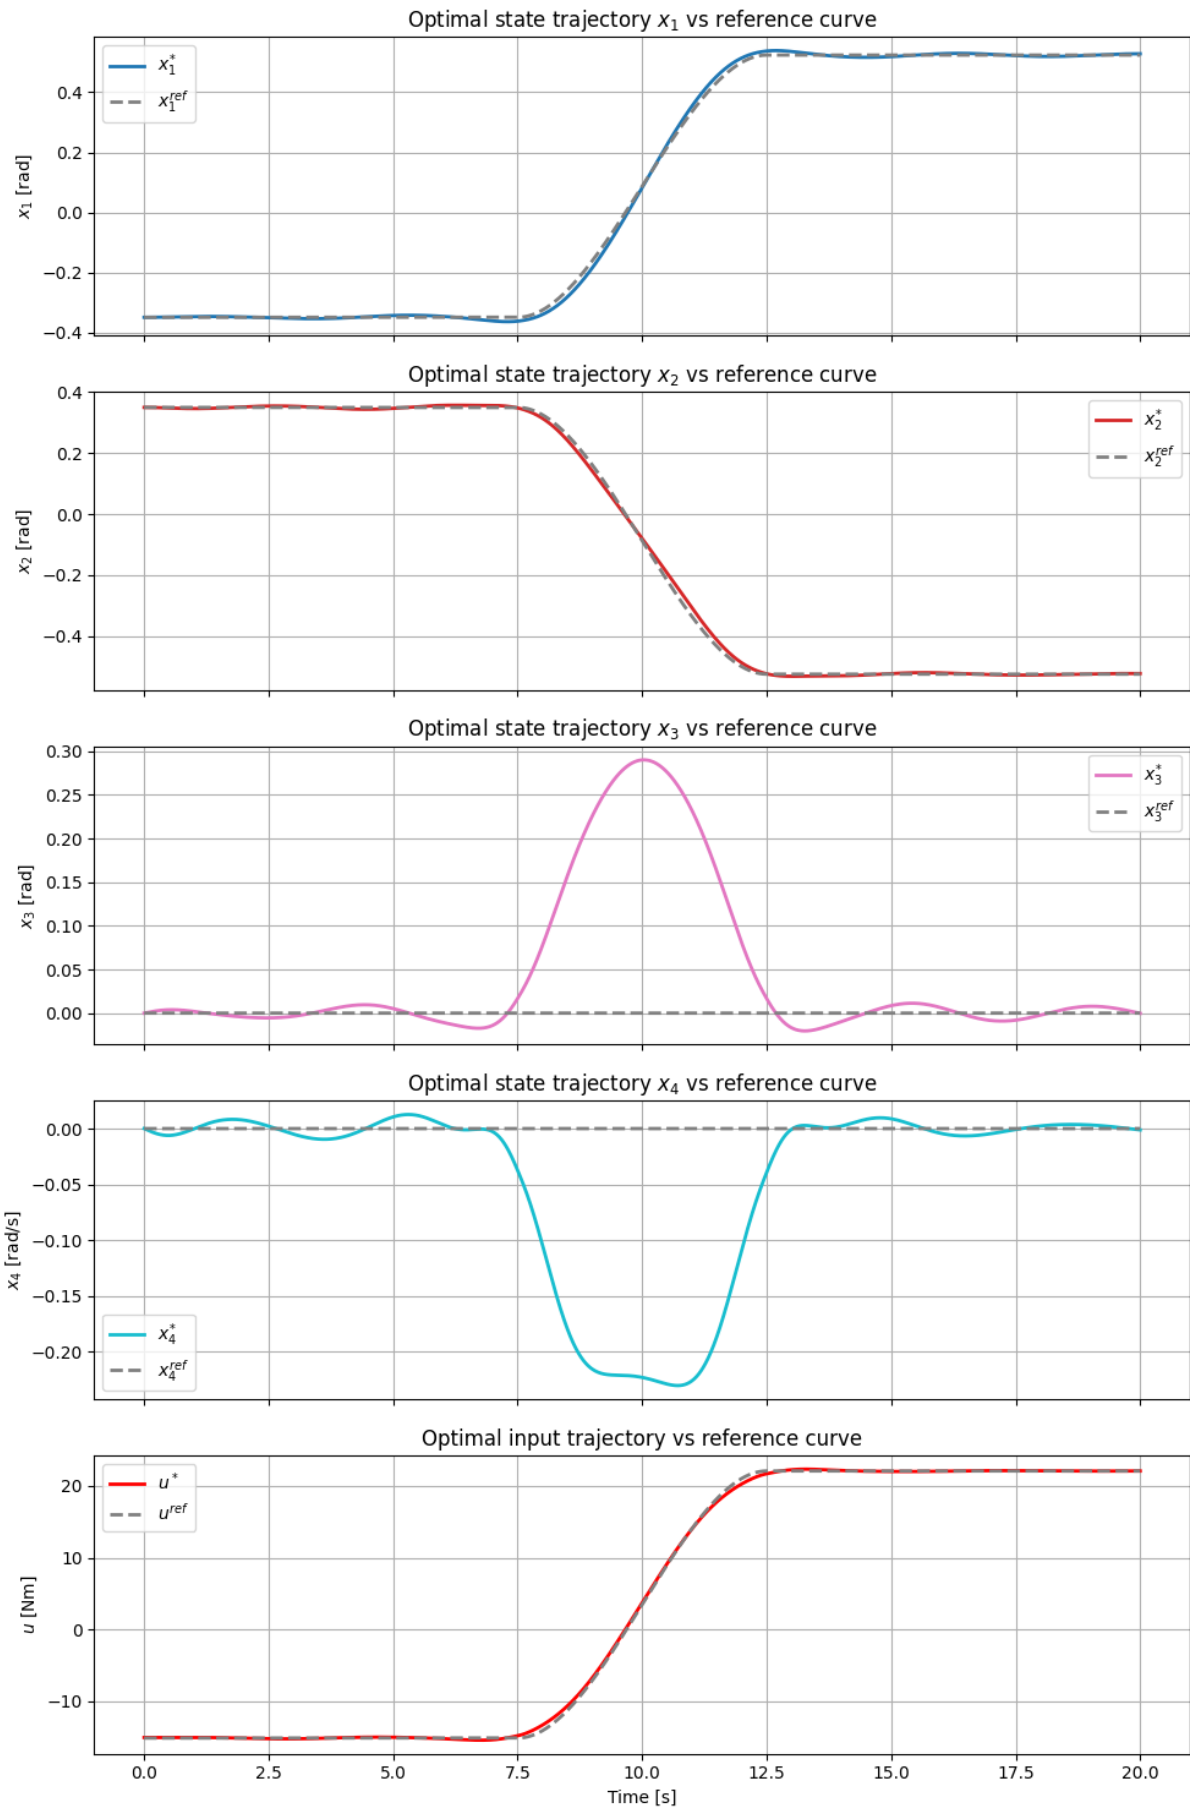 Optimal state trajectory x₁ vs reference curve
x₁*
x₁ʳᵉᶠ
x₁ [rad]
0.4
0.2
0.0
−0.2
−0.4
Optimal state trajectory x₂ vs reference curve
x₂*
x₂ʳᵉᶠ
x₂ [rad]
0.4
0.2
0.0
−0.2
−0.4
Optimal state trajectory x₃ vs reference curve
x₃*
x₃ʳᵉᶠ
x₃ [rad]
0.30
0.25
0.20
0.15
0.10
0.05
0.00
Optimal state trajectory x₄ vs reference curve
x₄*
x₄ʳᵉᶠ
x₄ [rad/s]
0.00
−0.05
−0.10
−0.15
−0.20
Optimal input trajectory vs reference curve
u*
uʳᵉᶠ
u [Nm]
20
10
0
−10
0.0 2.5 5.0 7.5 10.0 12.5 15.0 17.5 20.0
Time [s]